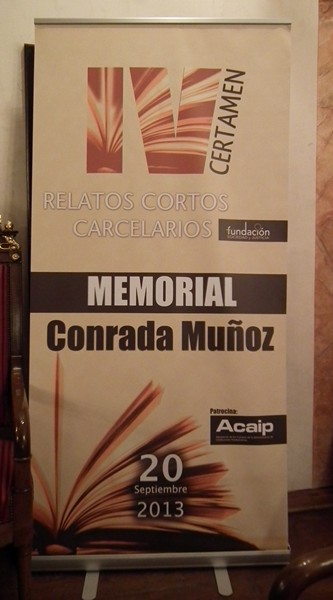 IV
CERTAMEN
RELATOS CORTOS
CARCELARIOS
fundación
MEMORIAL
Conrada Muñoz
Patrocina:
Acaip
20
Septiembre
2013